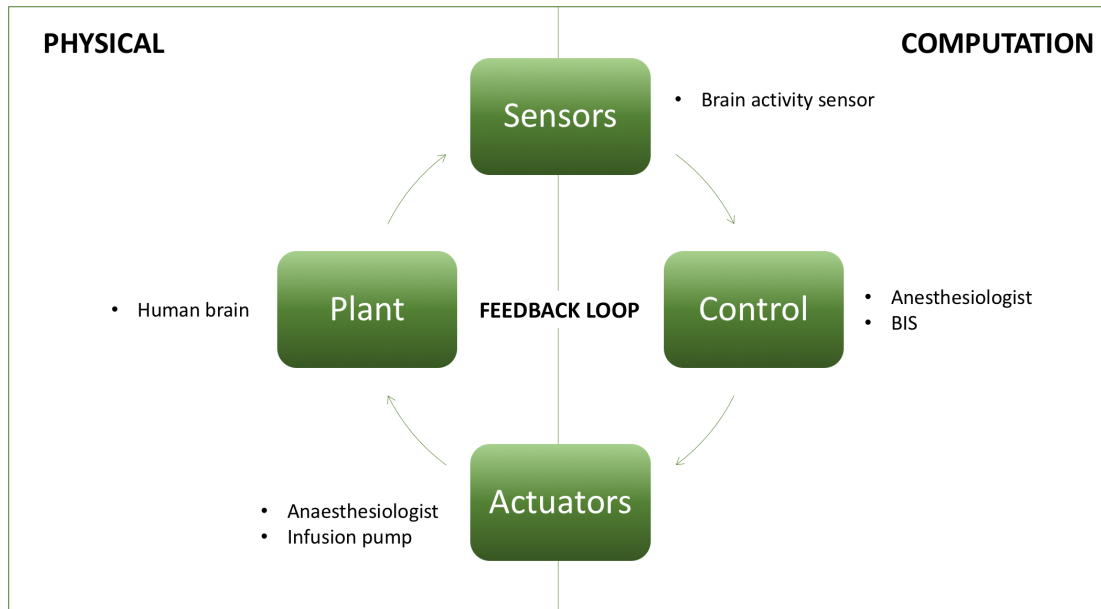 PHYSICAL
COMPUTATION
Sensors
• Brain activity sensor
• Human brain
Plant
FEEDBACK LOOP
Control
• Anesthesiologist
• BIS
Actuators
• Anaesthesiologist
• Infusion pump